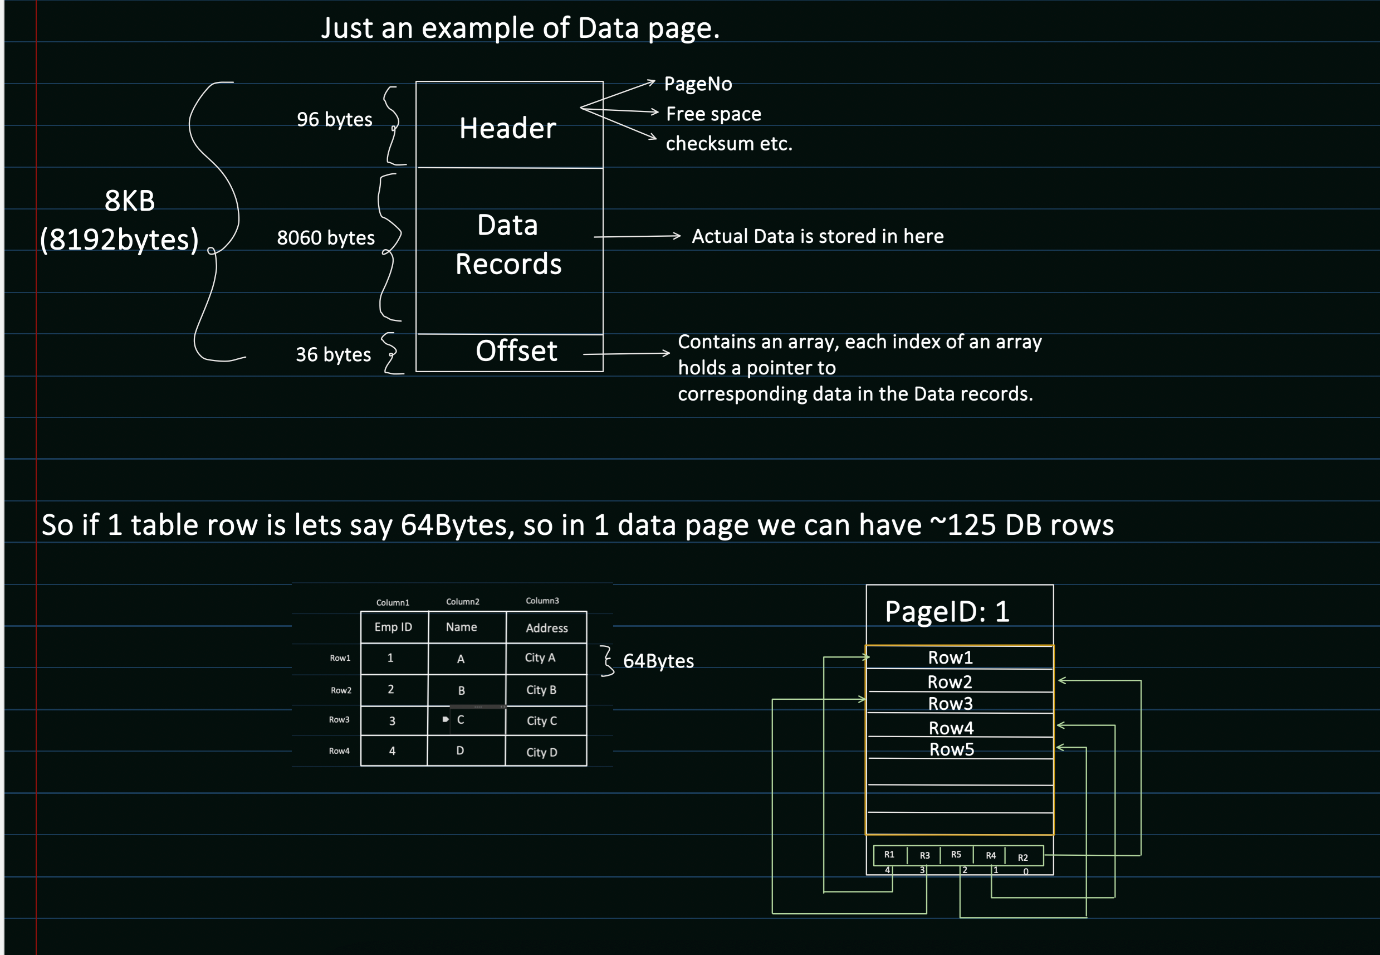 Just an example of Data page.
96 bytes
Header
PageNo
Free space
checksum etc.
8KB
(8192bytes)
8060 bytes
Data
Records
Actual Data is stored in here
36 bytes
Offset
Contains an array, each index of an array
holds a pointer to
corresponding data in the Data records.
So if 1 table row is lets say 64Bytes, so in 1 data page we can have ~125 DB rows
Column1 Column2 Column3
Emp ID Name Address
Row1 1 A City A
64Bytes
Row2 2 B City B
Row3 3 C City C
Row4 4 D City D
PageID: 1
Row1
Row2
Row3
Row4
Row5
R1 R3 R5 R4 R2
4 3 2 1 0